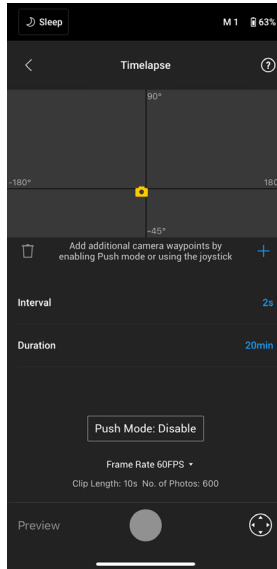 Sleep M 1 63%
Timelapse ?
90°
-180° 180
-45°
Add additional camera waypoints by
enabling Push mode or using the joystick
Interval 2s
Duration 20min
Push Mode: Disable
Frame Rate 60FPS
Clip Length: 10s No. of Photos: 600
Preview